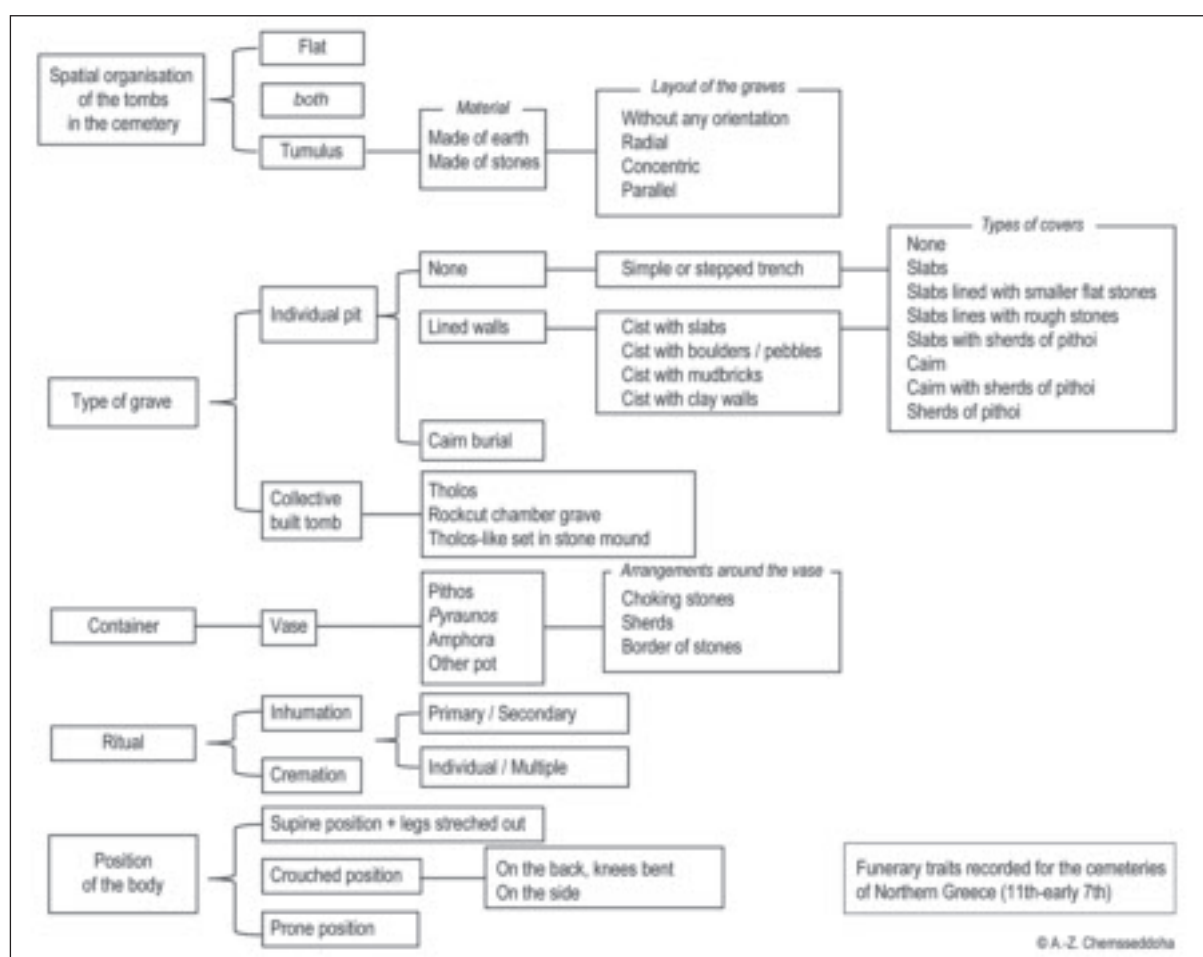 Spatial organisation
of the tombs
in the cemetery
Flat
both
Tumulus
Material
Made of earth
Made of stones
Layout of the graves
Without any orientation
Radial
Concentric
Parallel
Type of grave
Individual pit
None
Simple or stepped trench
Lined walls
Cist with slabs
Cist with boulders / pebbles
Cist with mudbricks
Cist with clay walls
Types of covers
None
Slabs
Slabs lined with smaller flat stones
Slabs lines with rough stones
Slabs with sherds of pithoi
Cairn
Cairn with sherds of pithoi
Sherds of pithoi
Cairn burial
Collective
built tomb
Tholos
Rockcut chamber grave
Tholos-like set in stone mound
Container
Vase
Pithos
Pyraunos
Amphora
Other pot
Arrangements around the vase
Choking stones
Sherds
Border of stones
Ritual
Inhumation
Cremation
Primary / Secondary
Individual / Multiple
Position
of the body
Supine position + legs streched out
Crouched position
On the back, knees bent
On the side
Prone position
Funerary traits recorded for the cemeteries
of Northern Greece (11th-early 7th)
© A.-Z. Chemsseddoha